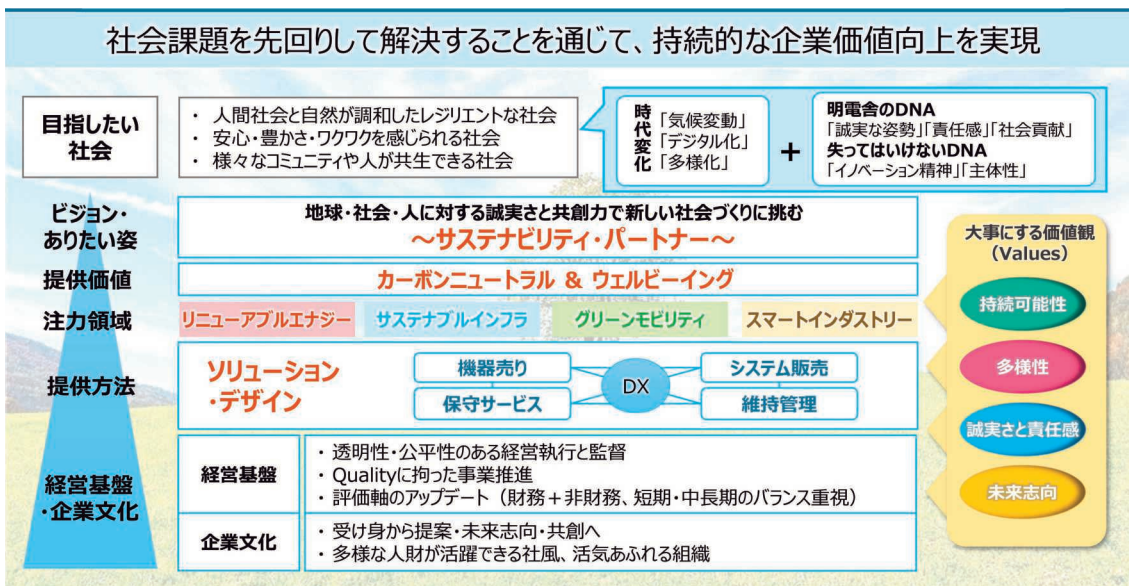 社会課題を先回りして解決することを通じて、持続的な企業価値向上を実現
目指したい
社会
・ 人間社会と自然が調和したレジリエントな社会
・ 安心・豊かさ・ワクワクを感じられる社会
・ 様々なコミュニティや人が共生できる社会
時代変化
「気候変動」
「デジタル化」
「多様化」
+
明電舎のDNA
「誠実な姿勢」「責任感」「社会貢献」
失ってはいけないDNA
「イノベーション精神」「主体性」
ビジョン・
ありたい姿
地球・社会・人に対する誠実さと共創力で新しい社会づくりに挑む
~サステナビリティ・パートナー~
提供価値
カーボンニュートラル & ウェルビーイング
注力領域
リニューアブルエナジー
サステナブルインフラ
グリーンモビリティ
スマートインダストリー
提供方法
ソリューション
・デザイン
機器売り
保守サービス
DX
システム販売
維持管理
経営基盤
・企業文化
経営基盤
・ 透明性・公平性のある経営執行と監督
・ Qualityに拘った事業推進
・ 評価軸のアップデート(財務+非財務、短期・中長期のバランス重視)
企業文化
・ 受け身から提案・未来志向・共創へ
・ 多様な人財が活躍できる社風、活気あふれる組織
大事にする価値観
(Values)
持続可能性
多様性
誠実さと責任感
未来志向